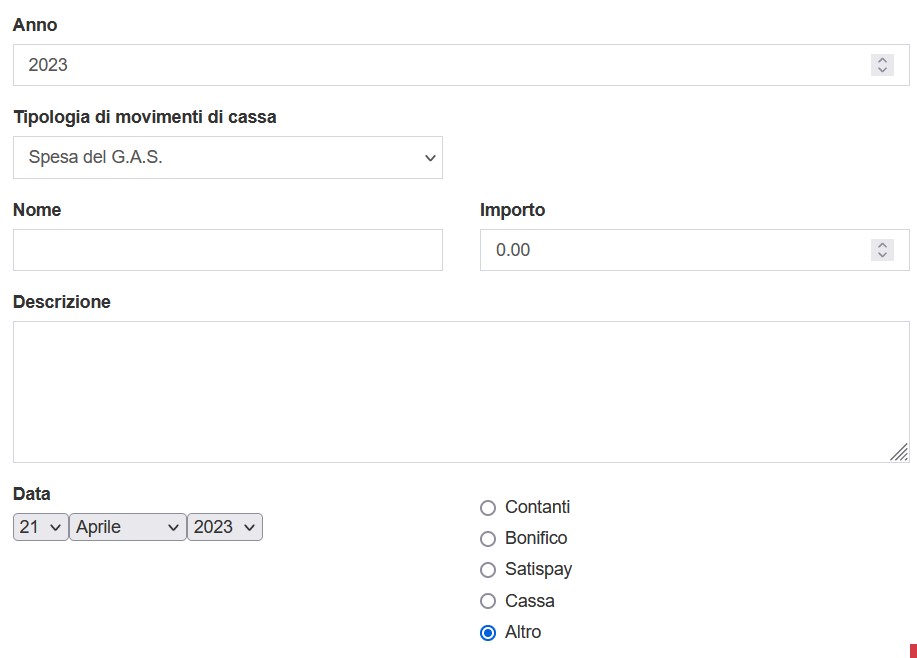 Anno
2023
Tipologia di movimenti di cassa
Spesa del G.A.S.
Nome
Importo
0.00
Descrizione
Data
21 Aprile 2023
Contanti
Bonifico
Satispay
Cassa
Altro